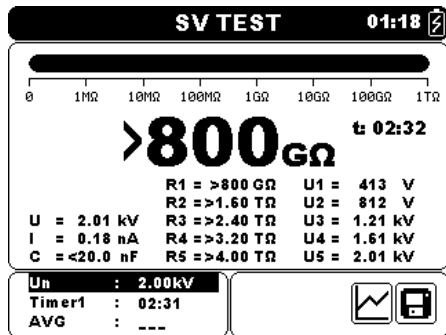 SV TEST 01:18
0 1MΩ 10MΩ 100MΩ 1GΩ 10GΩ 100GΩ 1TΩ
>800GΩ t: 02:32
R1 = >800 GΩ U1 = 413 V
R2 =>1.60 TΩ U2 = 812 V
U = 2.01 kV R3 =>2.40 TΩ U3 = 1.21 kV
I = 0.18 nA R4 =>3.20 TΩ U4 = 1.61 kV
C =<20.0 nF R5 =>4.00 TΩ U5 = 2.01 kV
Un : 2.00kV
Timer1 : 02:31
AVG : ---